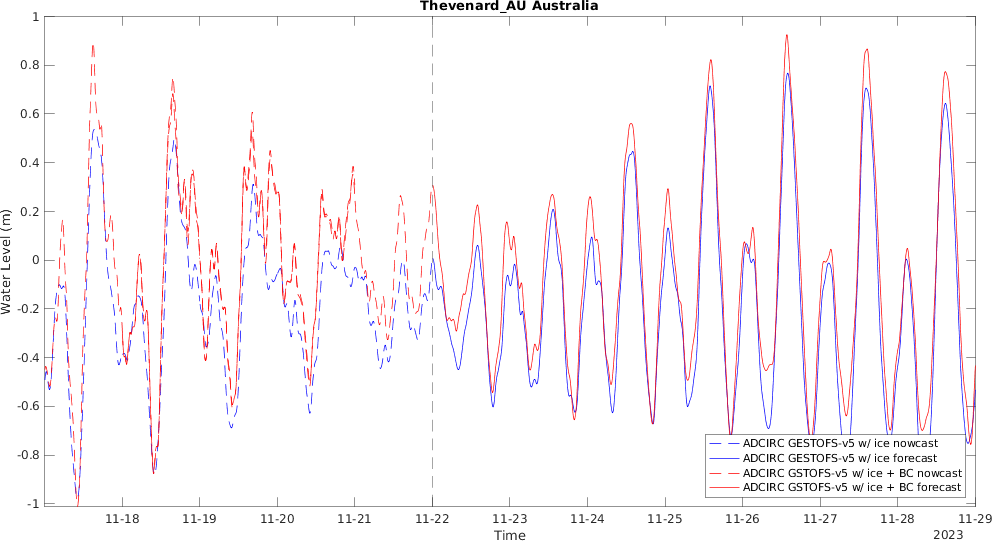 Thevenard_AU Australia
Water Level (m)
1
0.8
0.6
0.4
0.2
0
-0.2
-0.4
-0.6
-0.8
-1
ADCIRC GESTOFS-v5 w/ ice nowcast
ADCIRC GESTOFS-v5 w/ ice forecast
ADCIRC GSTOFS-v5 w/ ice + BC nowcast
ADCIRC GSTOFS-v5 w/ ice + BC forecast
11-18 11-19 11-20 11-21 11-22 11-23 11-24 11-25 11-26 11-27 11-28 11-29
Time
2023